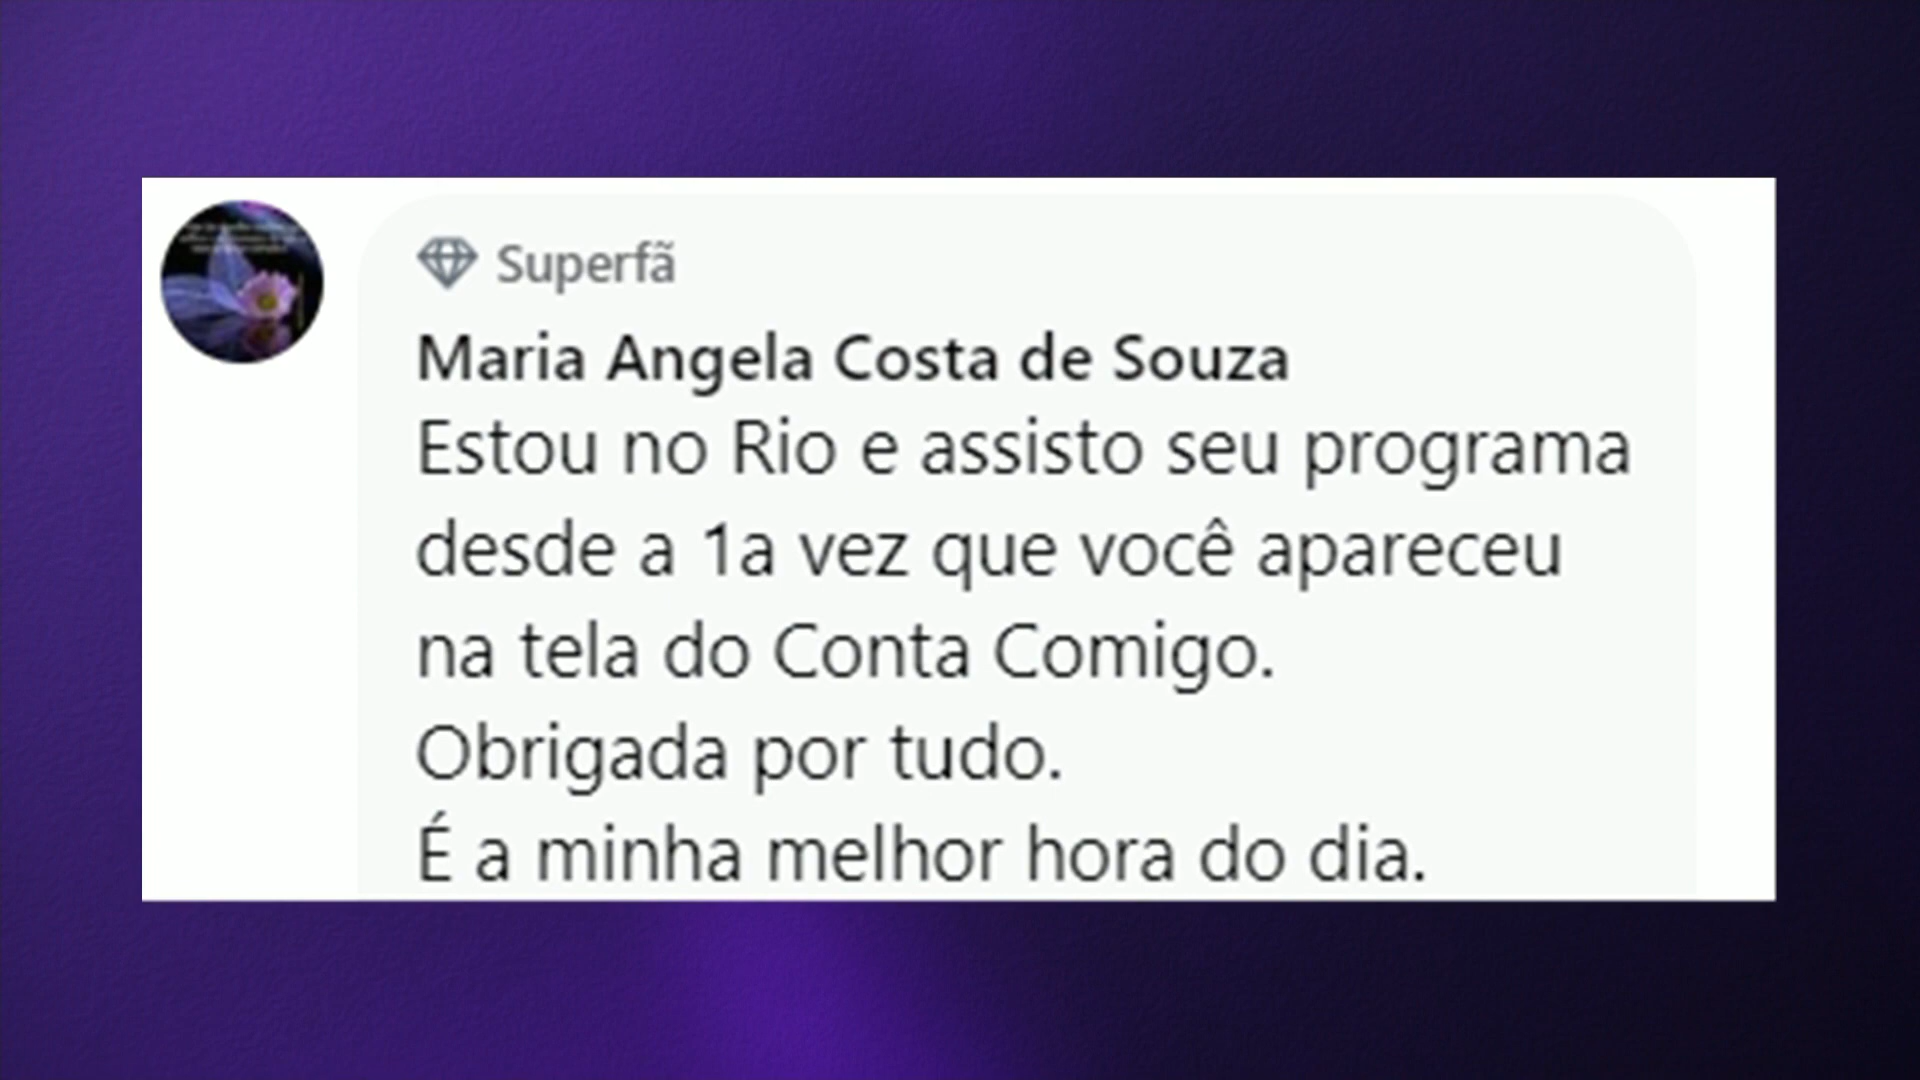 Superfã
Maria Angela Costa de Souza
Estou no Rio e assisto seu programa
desde a 1a vez que você apareceu
na tela do Conta Comigo.
Obrigada por tudo.
É a minha melhor hora do dia.